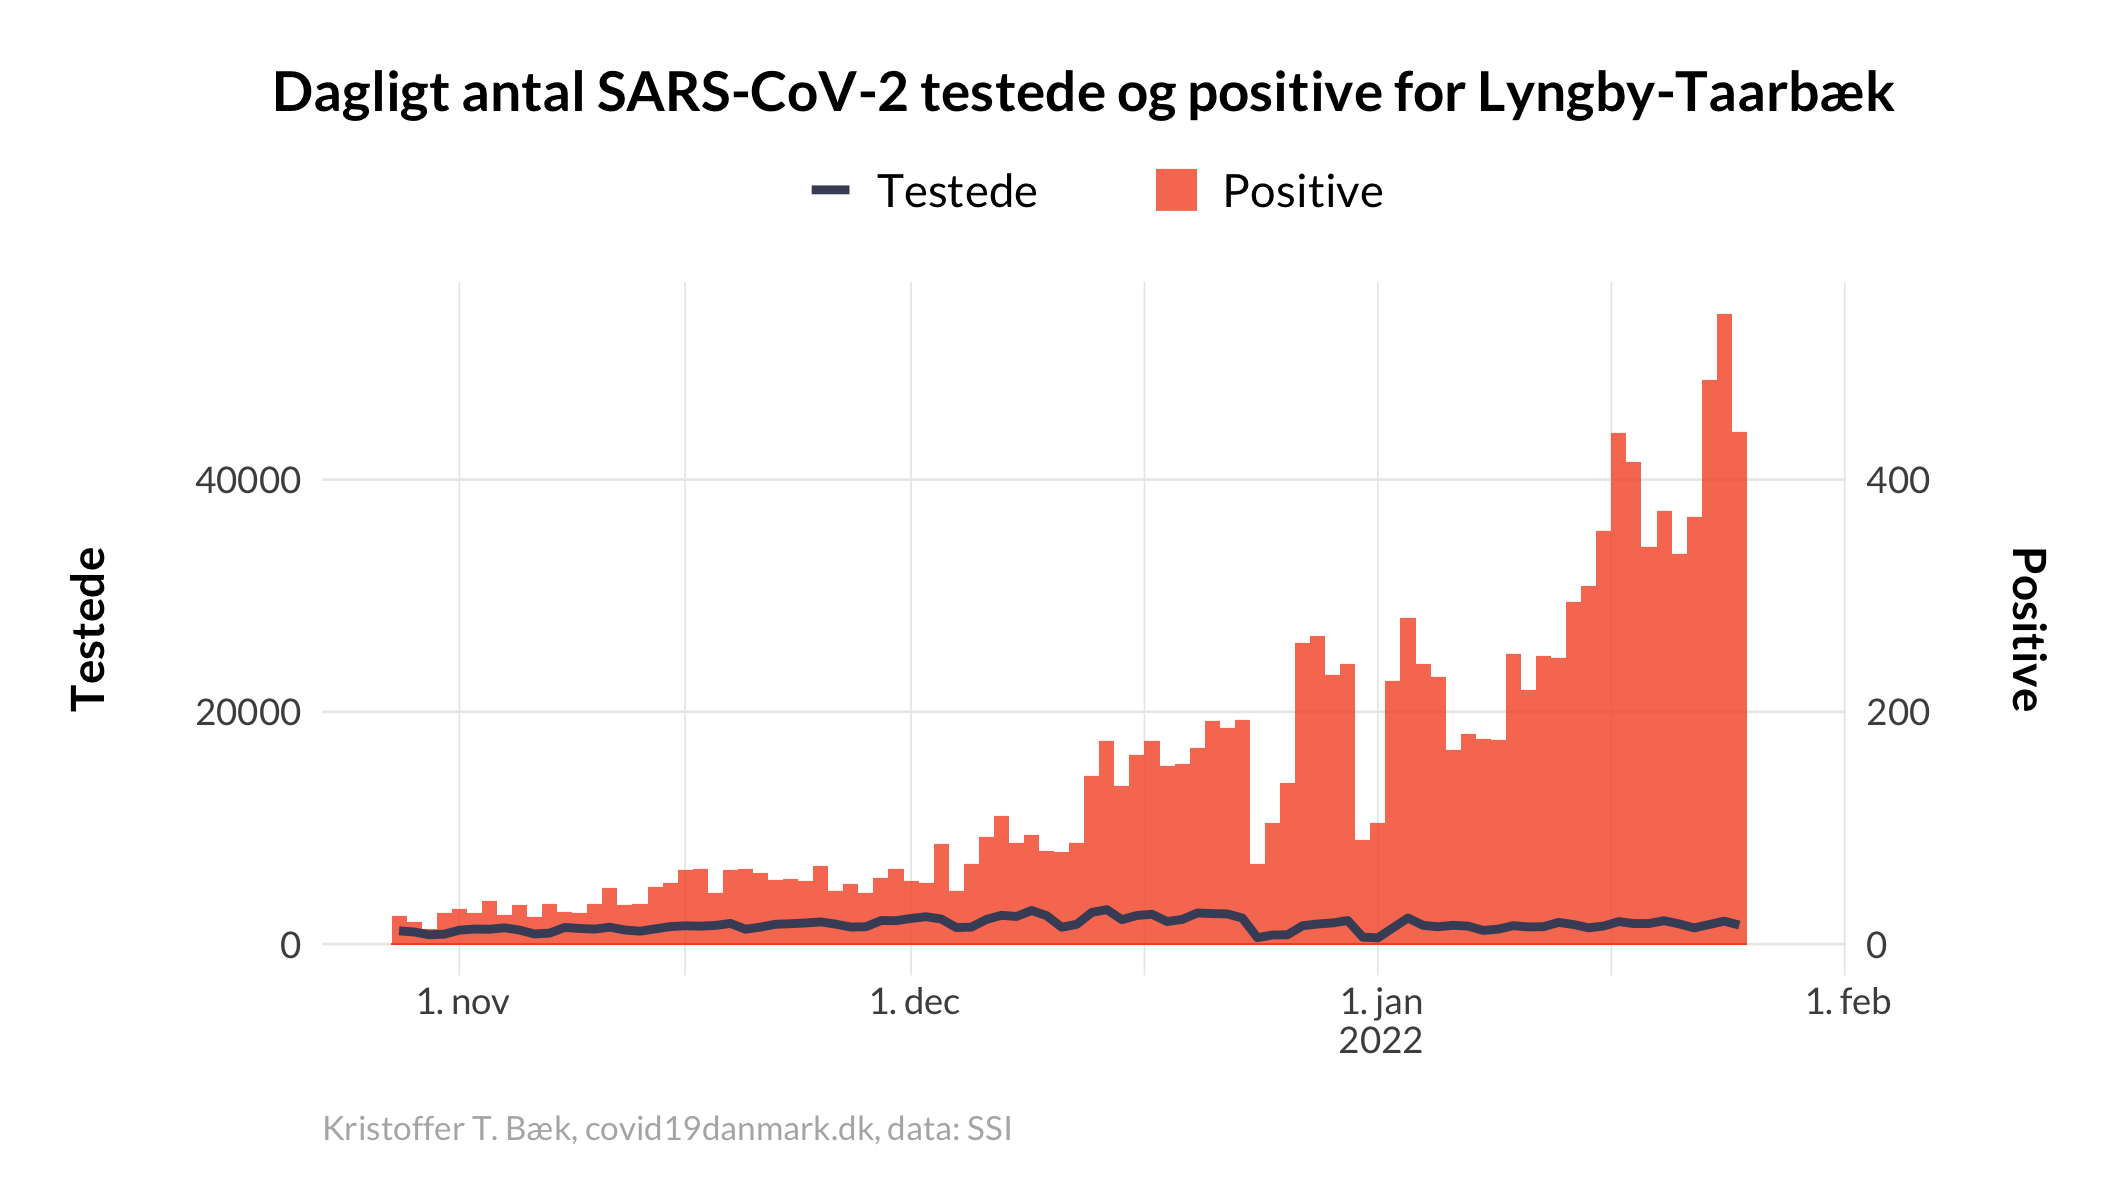 Dagligt antal SARS-CoV-2 testede og positive for Lyngby-Taarbæk
Testede
Positive
40000
20000
0
Testede
400
200
0
Positive
1. nov
1. dec
1. jan
2022
1. feb
Kristoffer T. Bæk, covid19danmark.dk, data: SSI